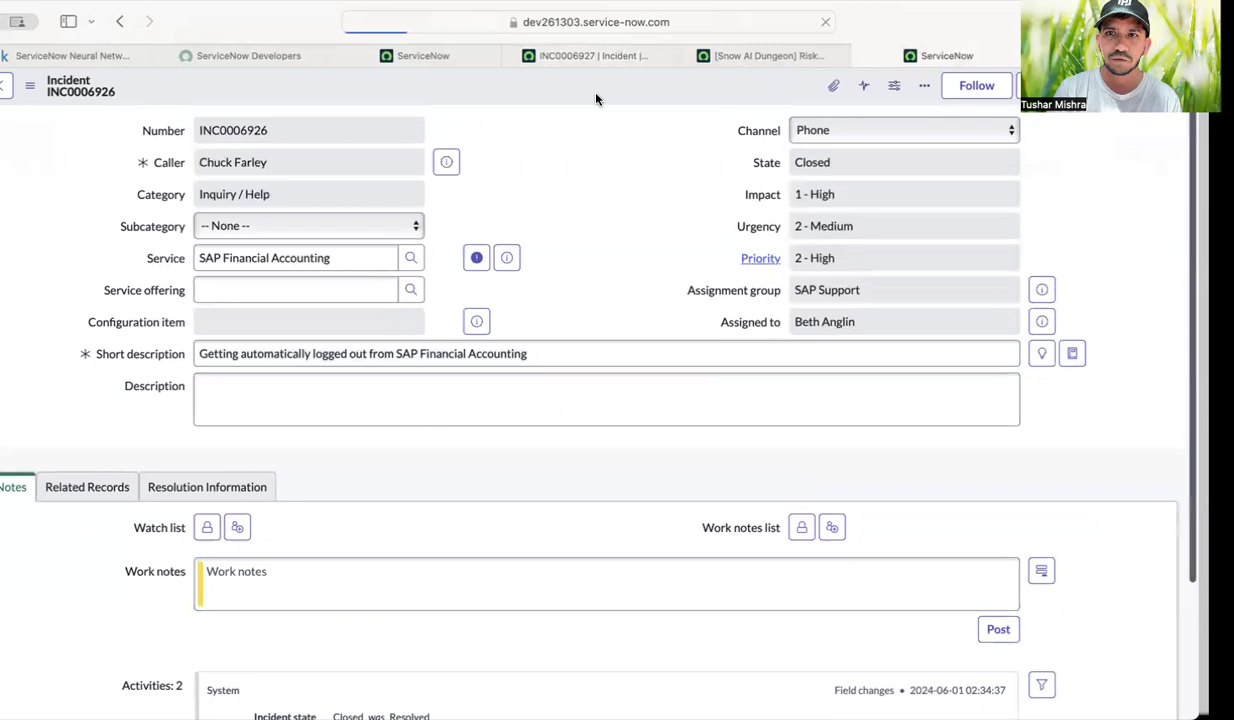 dev261303.service-now.com
k ServiceNow Neural Netw... ServiceNow Developers ServiceNow INC0006927 | Incident |... [Snow AI Dungeon] Risk... ServiceNow
Incident
INC0006926
Follow
Tushar Mishra
Number INC0006926
Channel Phone
✳ Caller Chuck Farley
State Closed
Category Inquiry / Help
Impact 1 - High
Subcategory -- None --
Urgency 2 - Medium
Service SAP Financial Accounting
Priority 2 - High
Service offering
Assignment group SAP Support
Configuration item
Assigned to Beth Anglin
✳ Short description Getting automatically logged out from SAP Financial Accounting
Description
Notes Related Records Resolution Information
Watch list
Work notes list
Work notes Work notes
Post
Activities: 2 System Field changes • 2024-06-01 02:34:37
Incident state Closed was Resolved